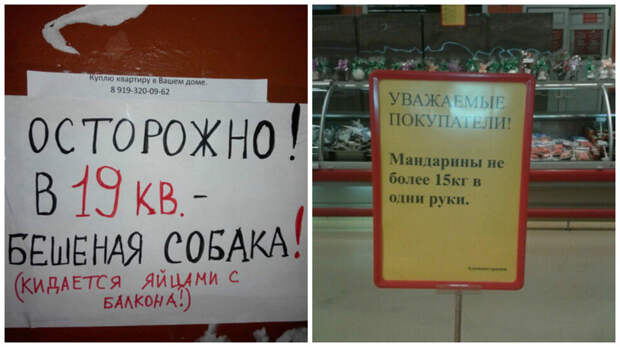 Куплю квартиру в Вашем доме.
8 919-320-09-62
ОСТОРОЖНО!
В 19 КВ. -
БЕШЕНАЯ СОБАКА!
(КИДАЕТСЯ ЯЙЦАМИ С
БАЛКОНА!)
УВАЖАЕМЫЕ
ПОКУПАТЕЛИ!
Мандарины не
более 15кг в
одни руки.
Администрация